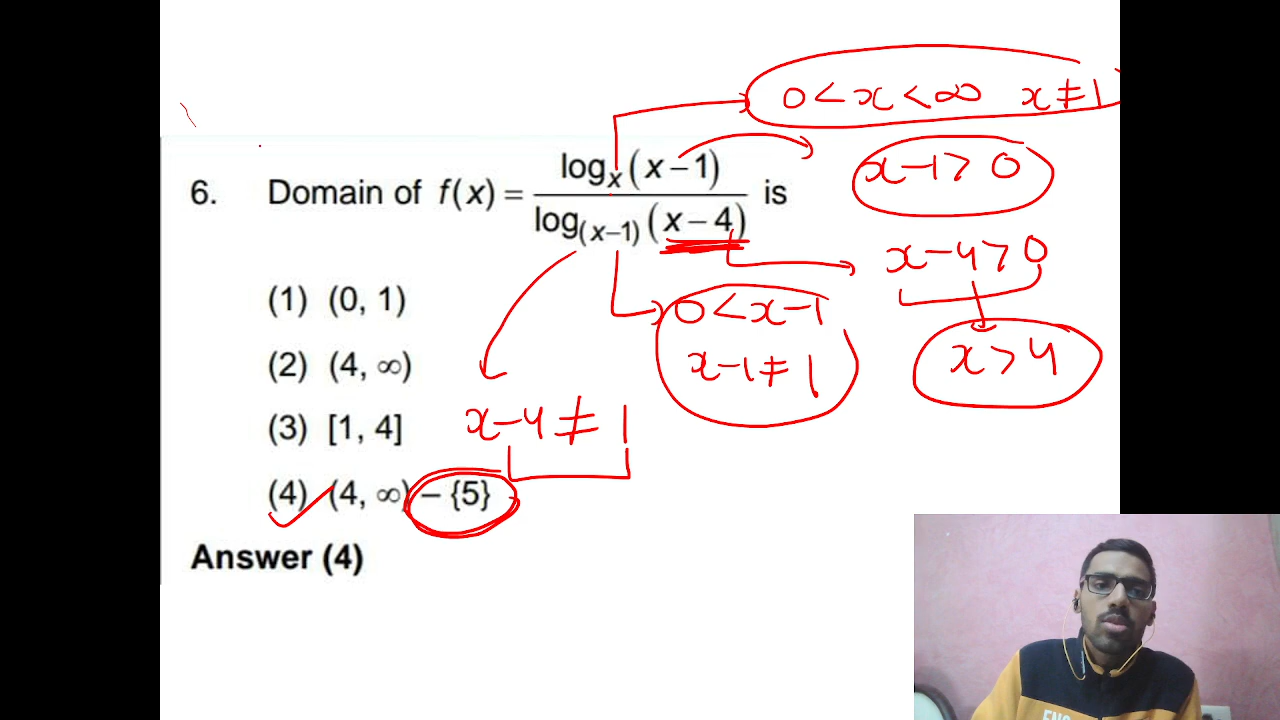 0 < x < ∞ x ≠ 1
6. Domain of f(x) = log_x (x – 1) / log_(x–1) (x – 4) is
x – 1 > 0
x – 4 > 0
(1) (0, 1)
0 < x – 1
(2) (4, ∞)
x – 1 ≠ 1
x > 4
(3) [1, 4]
x – 4 ≠ 1
(4) (4, ∞) – {5}
Answer (4)